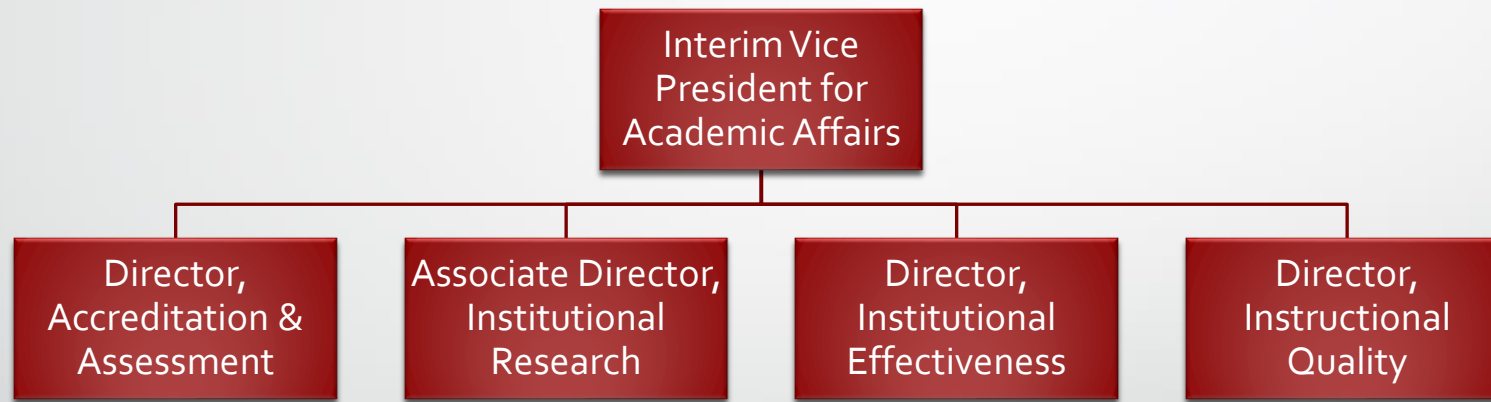 Interim Vice
President for
Academic Affairs
Director,
Accreditation &
Assessment
Associate Director,
Institutional
Research
Director,
Institutional
Effectiveness
Director,
Instructional
Quality